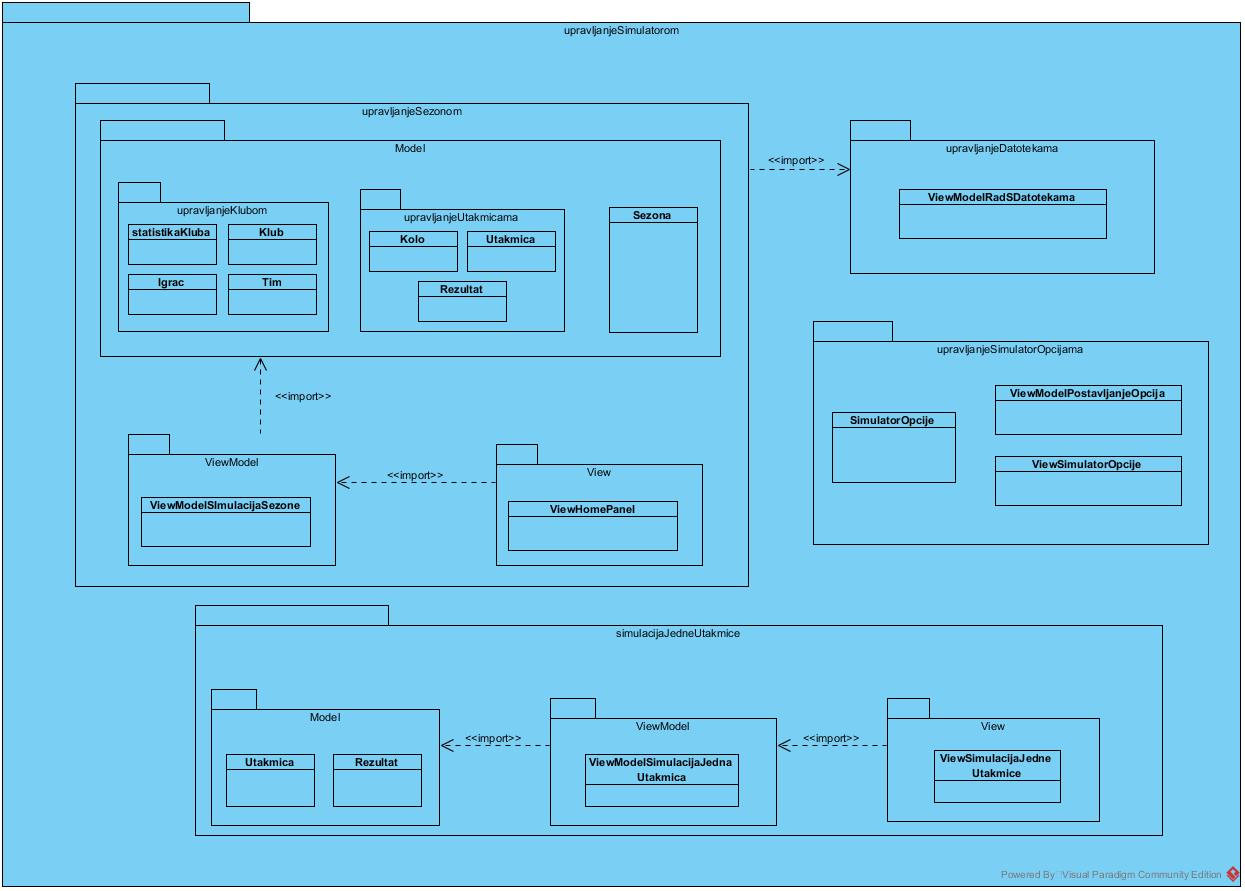 upravljanjeSimulatorom
upravljanjeSezonom
Model
upravljanjeKlubom
statistikaKluba
Klub
Igrac
Tim
upravljanjeUtakmicama
Kolo
Utakmica
Rezultat
Sezona
<<import>>
upravljanjeDatotekama
ViewModelRadSDatotekama
<<import>>
ViewModel
ViewModelSImulacijaSezone
<<import>>
View
ViewHomePanel
upravljanjeSimulatorOpcijama
SimulatorOpcije
ViewModelPostavljanjeOpcija
ViewSimulatorOpcije
simulacijaJedneUtakmice
Model
Utakmica
Rezultat
<<import>>
ViewModel
ViewModelSimulacijaJedna
Utakmica
<<import>>
View
ViewSimulacijaJedne
Utakmice
Powered By Visual Paradigm Community Edition